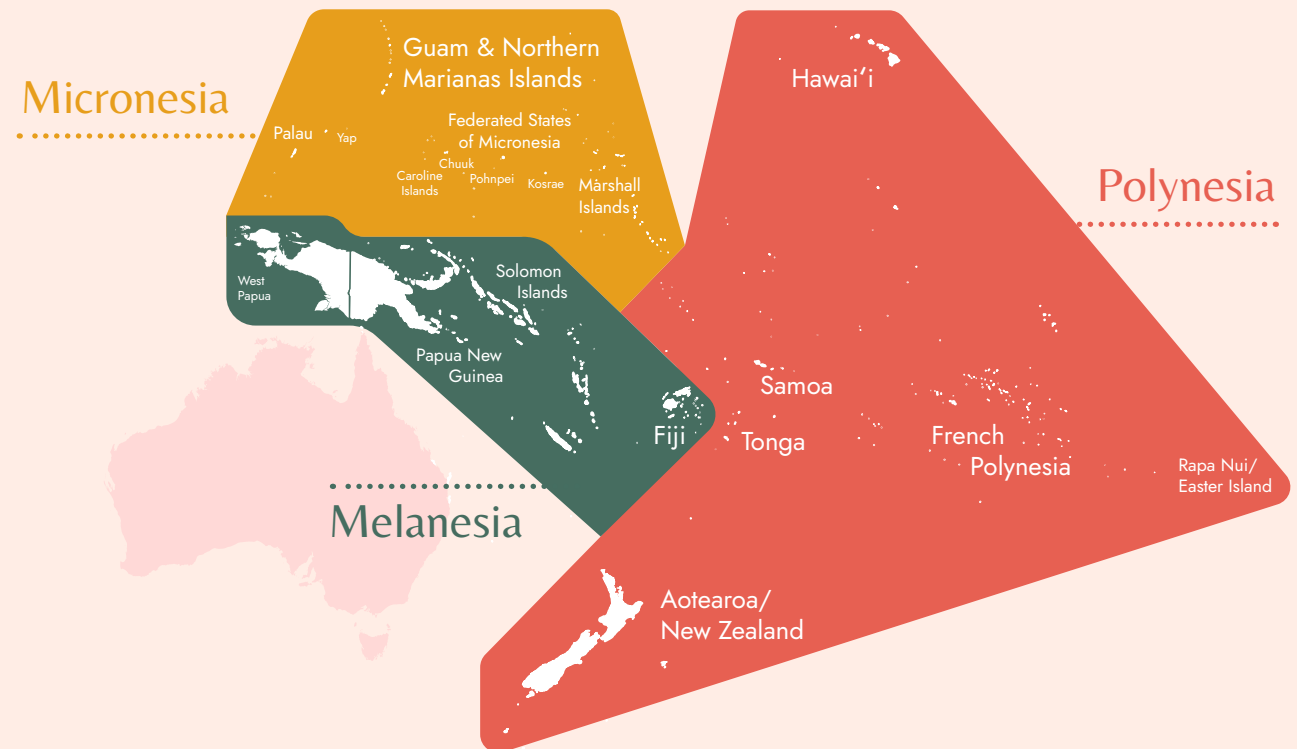 Micronesia
Guam & Northern
Marianas Islands
Palau
Yap
Federated States
of Micronesia
Chuuk
Caroline
Islands
Pohnpei
Kosrae
Marshall
Islands
Hawaiʻi
Polynesia
West
Papua
Solomon
Islands
Papua New
Guinea
Fiji
Melanesia
Samoa
Tonga
French
Polynesia
Rapa Nui/
Easter Island
Aotearoa/
New Zealand